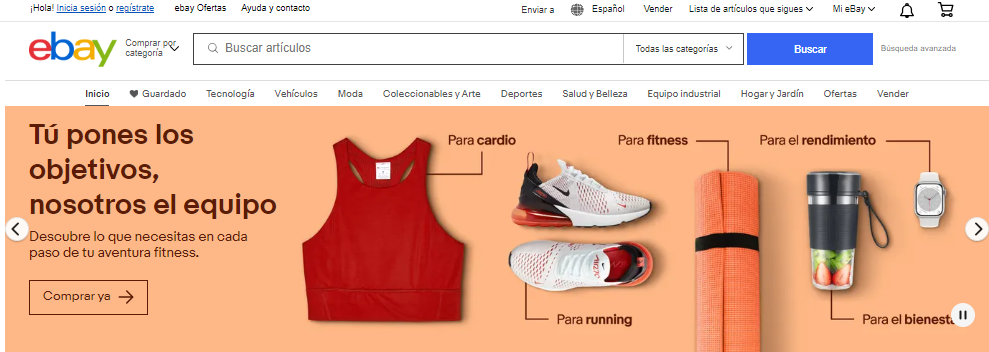 ¡Hola! Inicia sesión o regístrate
ebay Ofertas
Ayuda y contacto
Enviar a
Español
Vender
Lista de artículos que sigues
Mi eBay
ebay
Comprar por
categoría
Buscar artículos
Todas las categorías
Buscar
Búsqueda avanzada
Inicio
Guardado
Tecnología
Vehículos
Moda
Coleccionables y Arte
Deportes
Salud y Belleza
Equipo industrial
Hogar y Jardín
Ofertas
Vender
Tú pones los
objetivos,
nosotros el equipo
Descubre lo que necesitas en cada
paso de tu aventura fitness.
Comprar ya
Para cardio
Para running
Para fitness
Para el rendimiento
Para el bienest